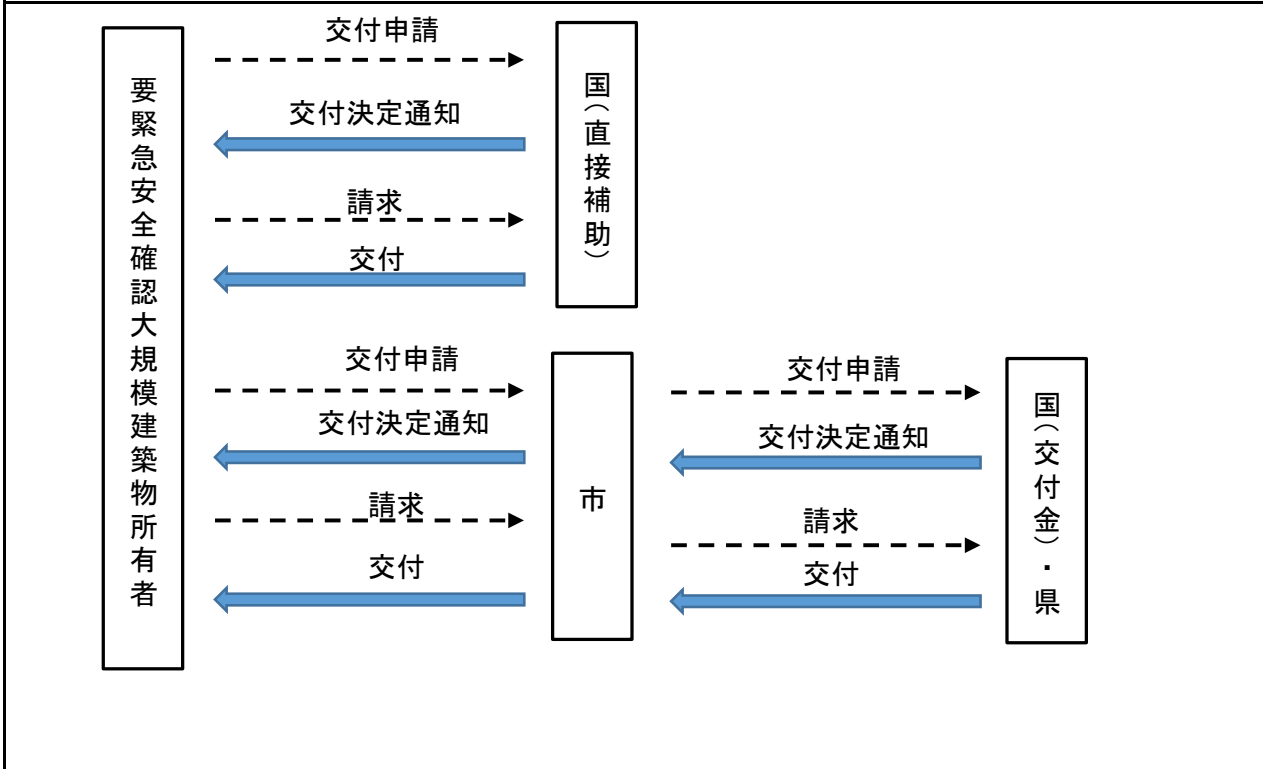 要緊急安全確認大規模建築物所有者
交付申請
交付決定通知
請求
交付
国(直接補助)
交付申請
交付決定通知
請求
交付
市
交付申請
交付決定通知
請求
交付
国(交付金)・県